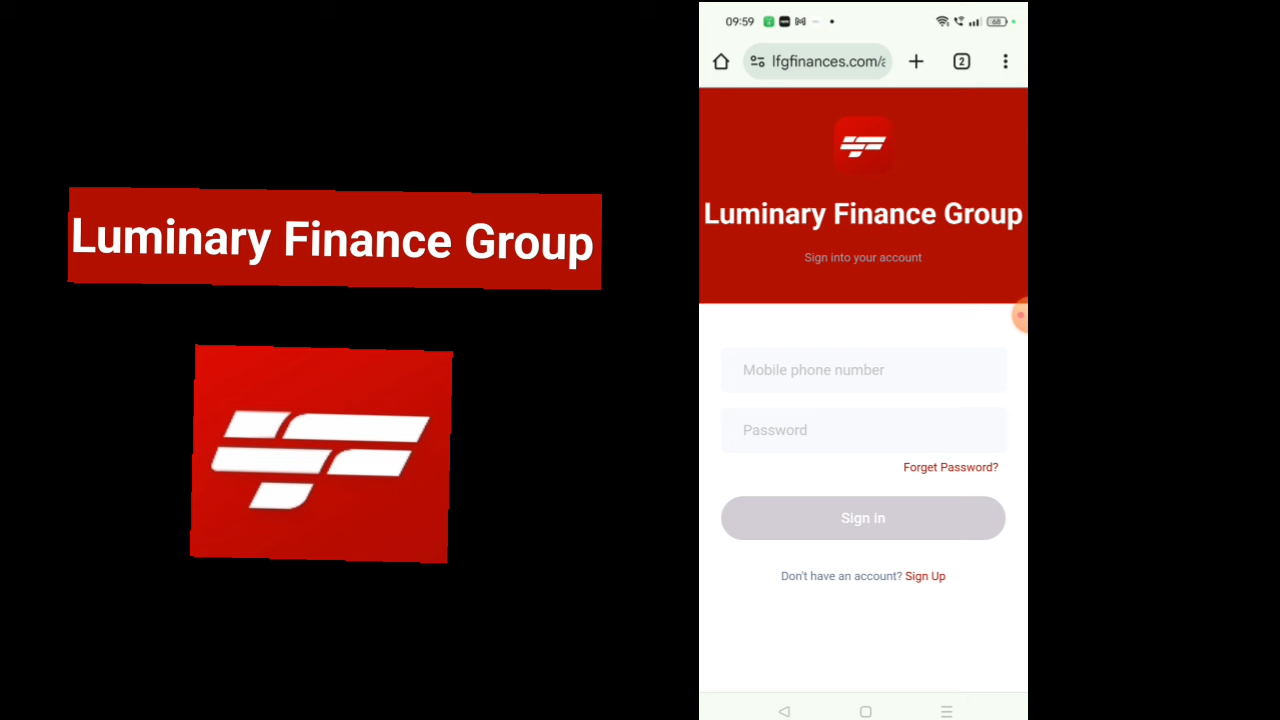 Luminary Finance Group
09:59
68
lfgfinances.com/a
2
Luminary Finance Group
Sign into your account
Mobile phone number
Password
Forget Password?
Sign in
Don't have an account? Sign Up